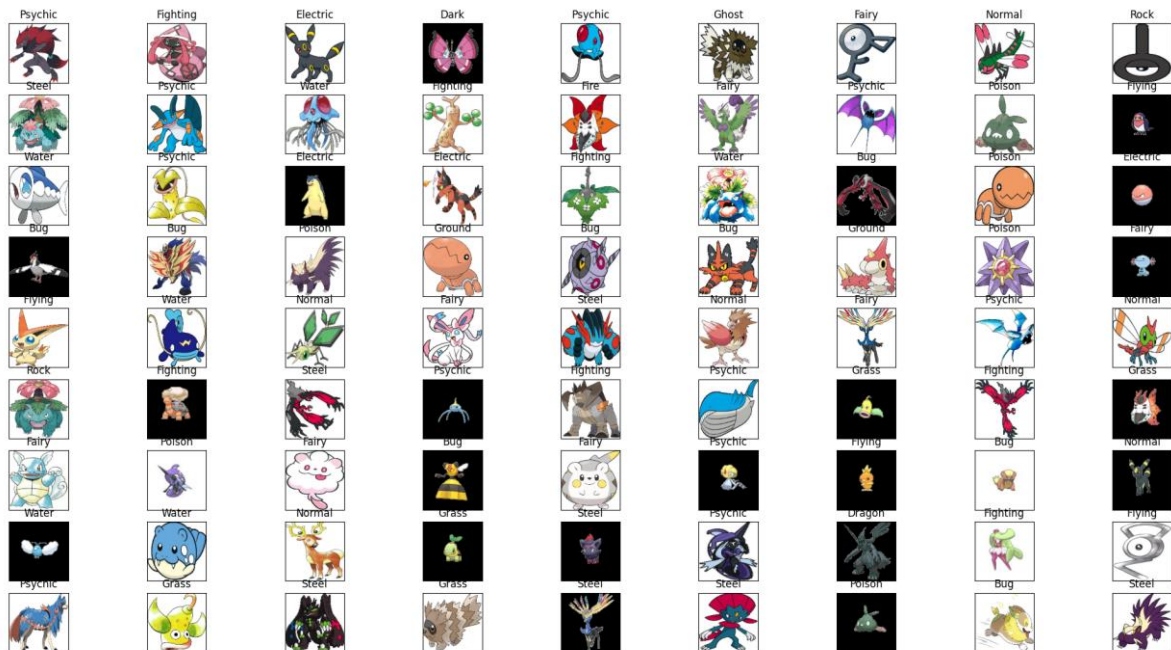 Psychic Fighting Electric Dark Psychic Ghost Fairy Normal Rock
Steel Psychic Water Fighting Fire Fairy Psychic Poison Flying
Water Psychic Electric Electric Fighting Water Bug Poison Electric
Bug Bug Poison Ground Bug Bug Ground Poison Fairy
Flying Water Normal Fairy Steel Normal Fairy Psychic Normal
Rock Fighting Steel Psychic Fighting Psychic Grass Fighting Grass
Fairy Poison Fairy Bug Psychic Flying Bug Normal
Water Water Normal Grass Steel Psychic Dragon Fighting Flying
Psychic Grass Steel Grass Steel Steel Poison Bug Steel